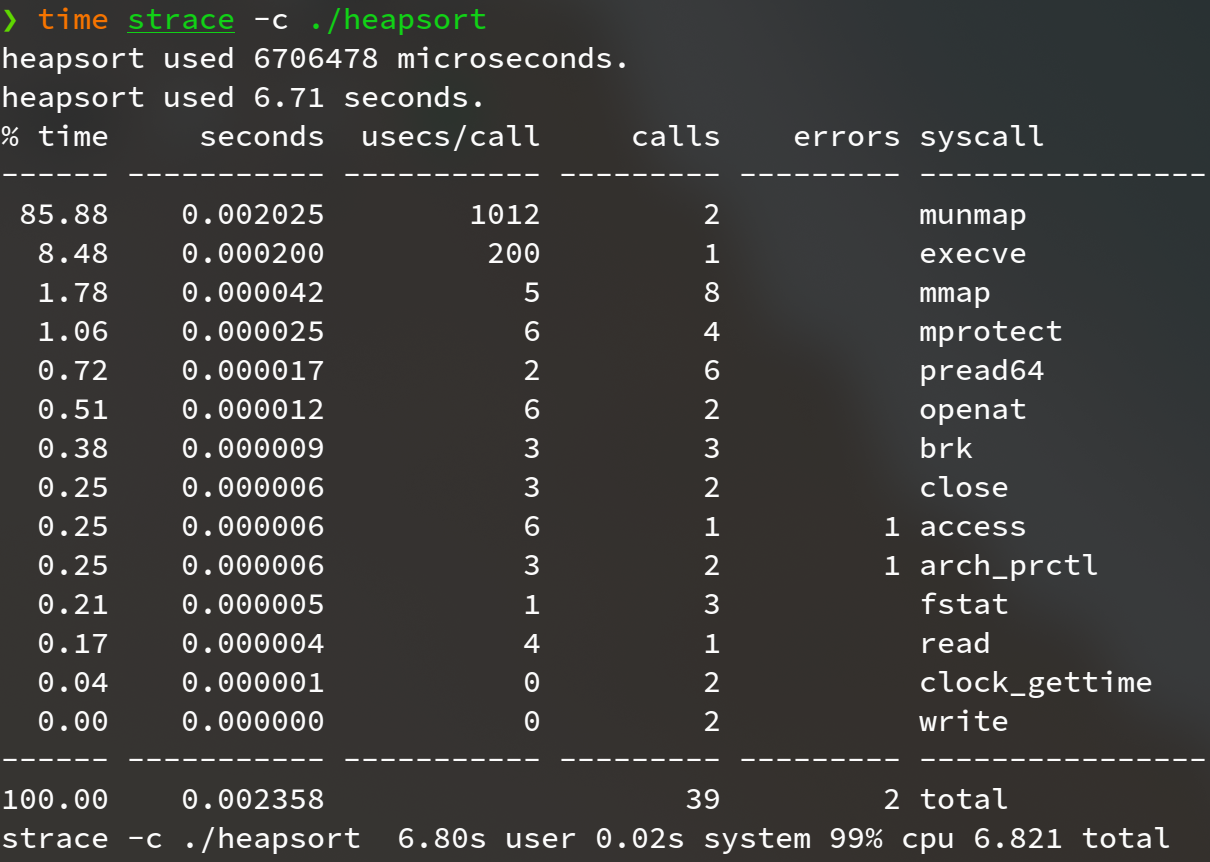 ❯ time strace -c ./heapsort
heapsort used 6706478 microseconds.
heapsort used 6.71 seconds.
% time     seconds  usecs/call     calls    errors syscall
------ ----------- ----------- --------- --------- ----------------
 85.88    0.002025        1012         2           munmap
  8.48    0.000200         200         1           execve
  1.78    0.000042           5         8           mmap
  1.06    0.000025           6         4           mprotect
  0.72    0.000017           2         6           pread64
  0.51    0.000012           6         2           openat
  0.38    0.000009           3         3           brk
  0.25    0.000006           3         2           close
  0.25    0.000006           6         1         1 access
  0.25    0.000006           3         2         1 arch_prctl
  0.21    0.000005           1         3           fstat
  0.17    0.000004           4         1           read
  0.04    0.000001           0         2           clock_gettime
  0.00    0.000000           0         2           write
------ ----------- ----------- --------- --------- ----------------
100.00    0.002358                    39         2 total
strace -c ./heapsort  6.80s user 0.02s system 99% cpu 6.821 total